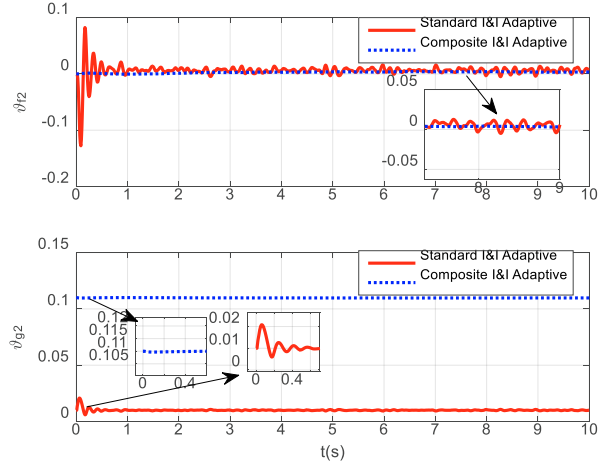 0.1
Standard I&I Adaptive
Composite I&I Adaptive
0
0.05
ϑf2
-0.1
0
-0.05
-0.2
8
9
0 1 2 3 4 5 6 7 8 9 10
0.15
Standard I&I Adaptive
Composite I&I Adaptive
0.1
0.12
0.02
0.115
0.11
0.01
ϑg2
0.105
0
0.05
0 0.4
0 0.4
0
0 1 2 3 4 5 6 7 8 9 10
t(s)